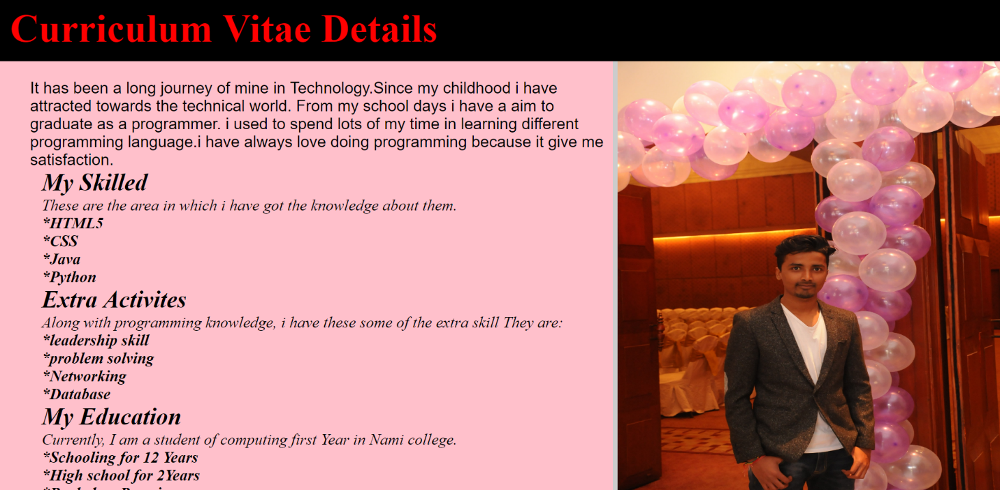 Curriculum Vitae Details
It has been a long journey of mine in Technology.Since my childhood i have
attracted towards the technical world. From my school days i have a aim to
graduate as a programmer. i used to spend lots of my time in learning different
programming language.i have always love doing programming because it give me
satisfaction.
My Skilled
These are the area in which i have got the knowledge about them.
*HTML5
*CSS
*Java
*Python
Extra Activites
Along with programming knowledge, i have these some of the extra skill They are:
*leadership skill
*problem solving
*Networking
*Database
My Education
Currently, I am a student of computing first Year in Nami college.
*Schooling for 12 Years
*High school for 2Years